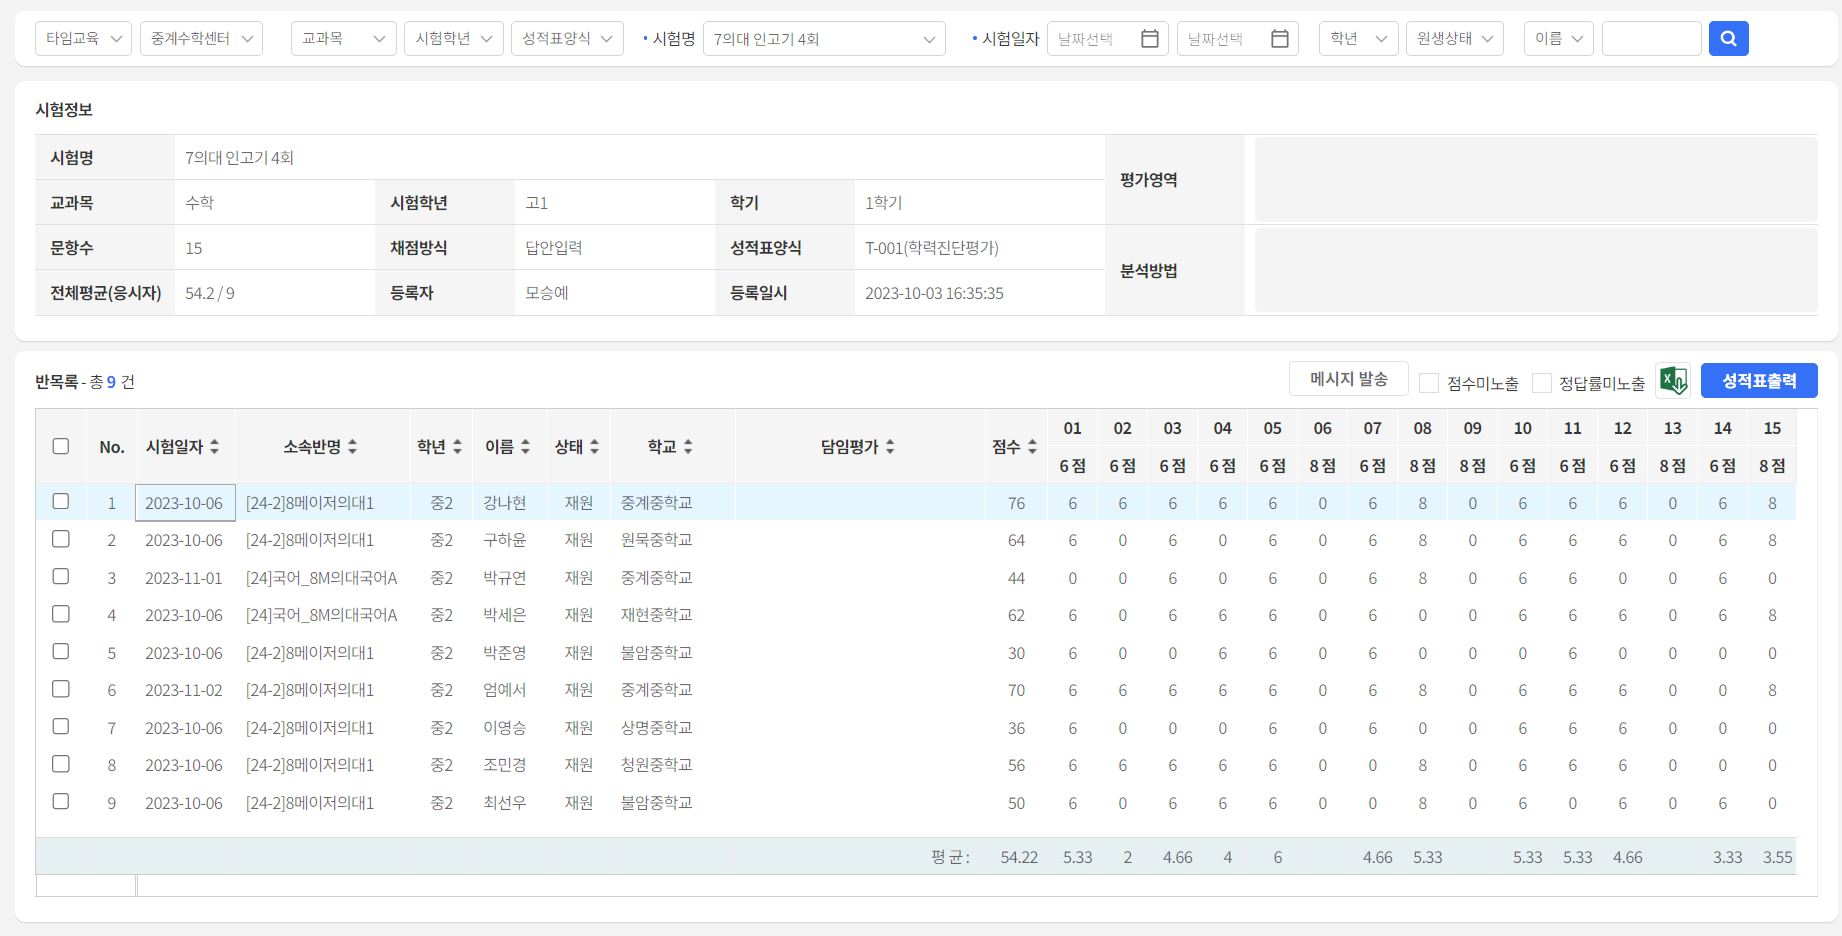 타임교육 중계수학센터 교과목 시험학년 성적표양식 • 시험명 7의대 인고기 4회 • 시험일자 날짜선택 날짜선택 학년 원생상태 이름
시험정보
시험명 7의대 인고기 4회 평가영역
교과목 수학 시험학년 고1 학기 1학기
문항수 15 채점방식 답안입력 성적표양식 T-001(학력진단평가) 분석방법
전체평균(응시자) 54.2 / 9 등록자 모승예 등록일시 2023-10-03 16:35:35
반목록 - 총 9 건 메시지 발송 점수미노출 정답률미노출 성적표출력
No. 시험일자 소속반명 학년 이름 상태 학교 담임평가 점수 01 02 03 04 05 06 07 08 09 10 11 12 13 14 15
6 점 6 점 6 점 6 점 6 점 8 점 6 점 8 점 8 점 6 점 6 점 6 점 8 점 6 점 8 점
1 2023-10-06 [24-2]8메이저의대1 중2 강나현 재원 중계중학교 76 6 6 6 6 6 0 6 8 0 6 6 6 0 6 8
2 2023-10-06 [24-2]8메이저의대1 중2 구하윤 재원 원묵중학교 64 6 0 6 0 6 0 6 8 0 6 6 6 0 6 8
3 2023-11-01 [24]국어_8M의대국어A 중2 박규연 재원 중계중학교 44 0 0 6 0 6 0 6 8 0 6 6 0 0 6 0
4 2023-10-06 [24]국어_8M의대국어A 중2 박세은 재원 재현중학교 62 6 0 6 6 6 0 6 0 0 6 6 6 0 6 8
5 2023-10-06 [24-2]8메이저의대1 중2 박준영 재원 불암중학교 30 6 0 0 6 6 0 6 0 0 0 6 0 0 0 0
6 2023-11-02 [24-2]8메이저의대1 중2 엄예서 재원 중계중학교 70 6 6 6 6 6 0 6 8 0 6 6 6 0 0 8
7 2023-10-06 [24-2]8메이저의대1 중2 이영승 재원 상명중학교 36 6 0 0 0 6 0 6 0 0 6 6 6 0 0 0
8 2023-10-06 [24-2]8메이저의대1 중2 조민경 재원 청원중학교 56 6 6 6 6 6 0 0 8 0 6 6 6 0 0 0
9 2023-10-06 [24-2]8메이저의대1 중2 최선우 재원 불암중학교 50 6 0 6 6 6 0 0 8 0 6 0 6 0 6 0
평 균 : 54.22 5.33 2 4.66 4 6 4.66 5.33 5.33 5.33 4.66 3.33 3.55